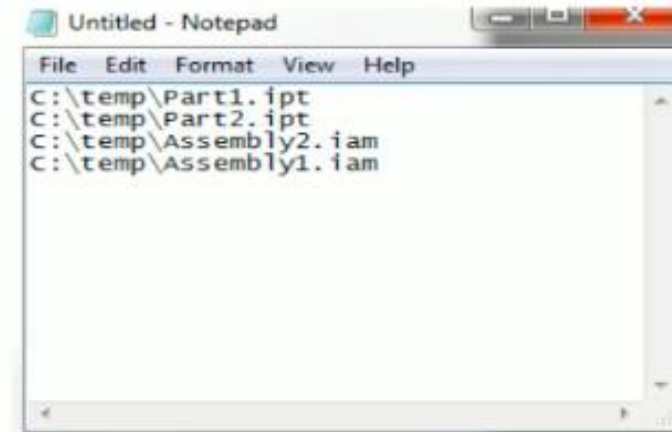 Untitled - Notepad
File Edit Format View Help
C:\temp\Part1.ipt
C:\temp\Part2.ipt
C:\temp\Assembly2.iam
C:\temp\Assembly1.iam